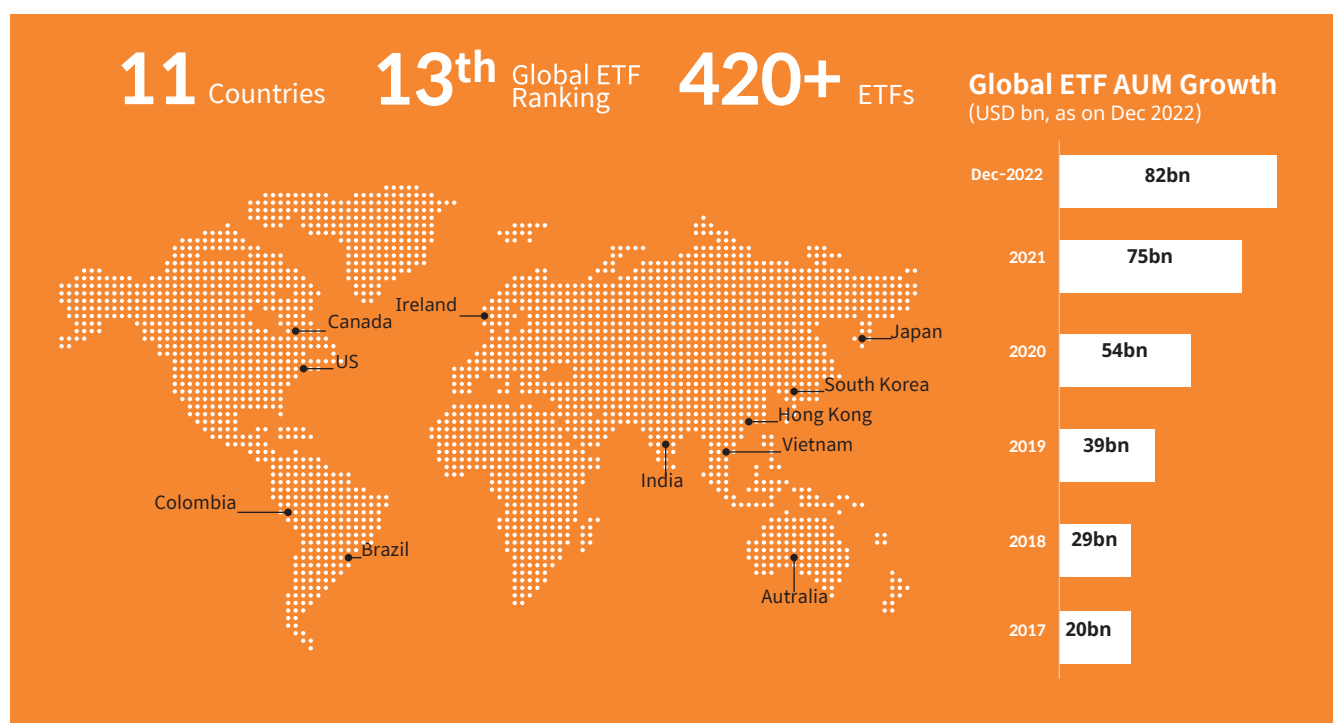 11 Countries
13th Global ETF
Ranking
420+ ETFs
Global ETF AUM Growth
(USD bn, as on Dec 2022)
Dec-2022 82bn
2021 75bn
2020 54bn
2019 39bn
2018 29bn
2017 20bn
Ireland
Canada
US
Japan
South Korea
Hong Kong
Vietnam
India
Colombia
Brazil
Autralia